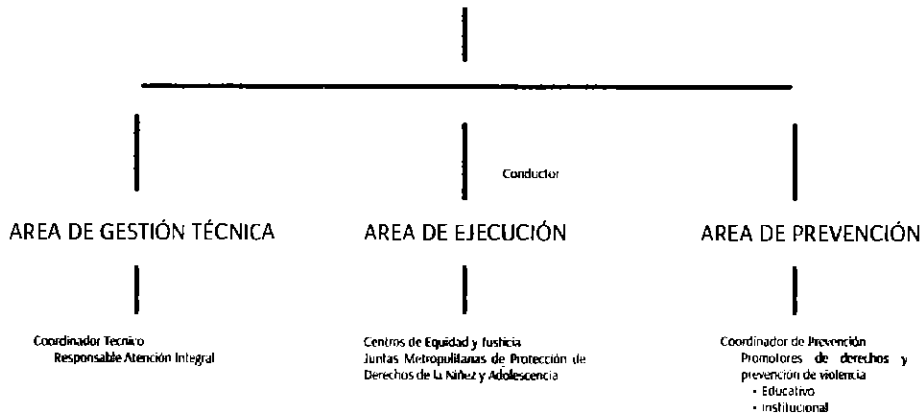 Conductor
AREA DE GESTIÓN TÉCNICA
AREA DE EJECUCIÓN
AREA DE PREVENCIÓN
Coordinador Tecnico
Responsable Atención Integral
Centros de Equidad y Justicia
Juntas Metropolitanas de Protección de
Derechos de la Niñez y Adolescencia
Coordinador de Prevención
Promotores de derechos y
prevención de violencia
- Educativo
- Institucional